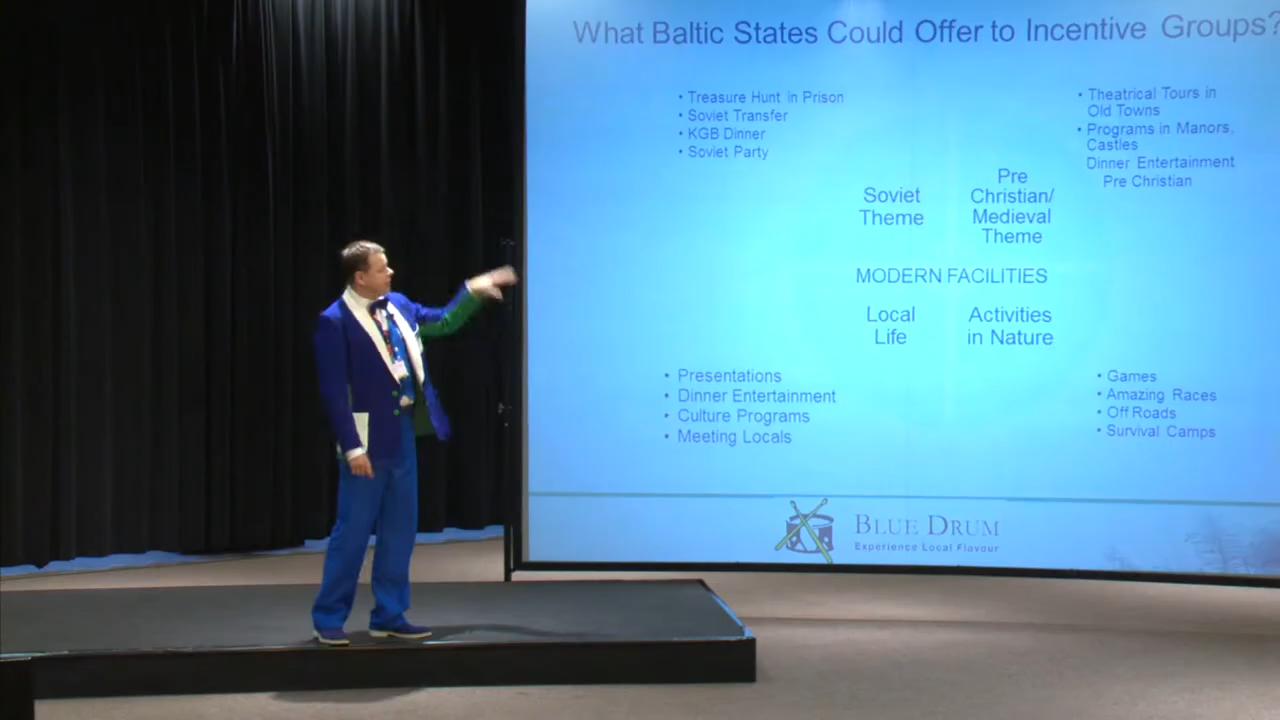 What Baltic States Could Offer to Incentive Groups?
• Treasure Hunt in Prison
• Soviet Transfer
• KGB Dinner
• Soviet Party
• Theatrical Tours in
Old Towns
• Programs in Manors,
Castles
Dinner Entertainment
Pre Christian
Soviet
Theme
Pre
Christian/
Medieval
Theme
MODERN FACILITIES
Local
Life
Activities
in Nature
• Presentations
• Dinner Entertainment
• Culture Programs
• Meeting Locals
• Games
• Amazing Races
• Off Roads
• Survival Camps
BLUE DRUM
Experience Local Flavour